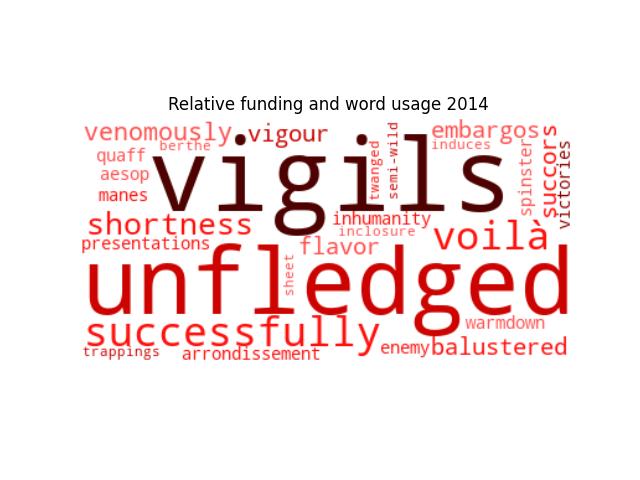 Relative funding and word usage 2014
venomously
vigour
embargos
berthe
induces
quaff
vigils
aesop
manes
twanged
semi-wild
spinster
succors
victories
shortness
inhumanity
inclosure
voilà
presentations
flavor
unfledged
sheet
successfully
warmdown
trappings
arrondissement
enemy
balustered